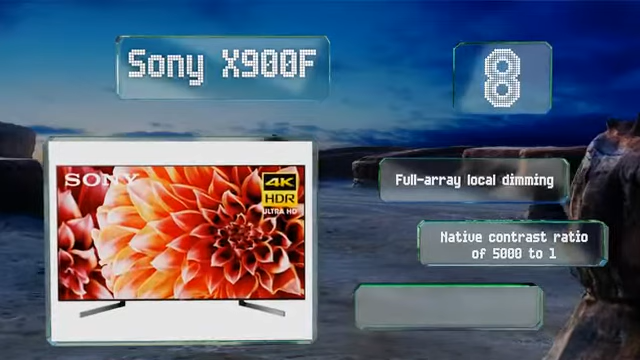 Sony X900F
8
SONY
4K
HDR
ULTRA HD
Full-array local dimming
Native contrast ratio
of 5000 to 1